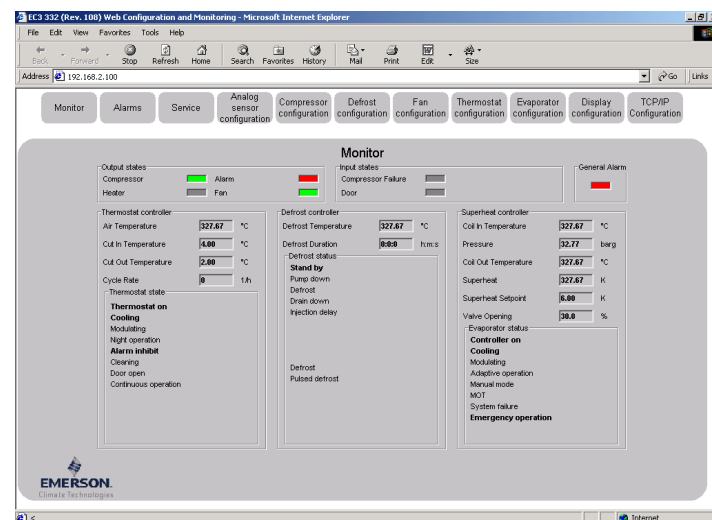 EC3 332 (Rev. 108) Web Configuration and Monitoring - Microsoft Internet Explorer
File Edit View Favorites Tools Help
Back Forward Stop Refresh Home Search Favorites History Mail Print Edit Size
Address 192.168.2.100 Go Links
Monitor
Alarms
Service
Analog sensor configuration
Compressor configuration
Defrost configuration
Fan configuration
Thermostat configuration
Evaporator configuration
Display configuration
TCP/IP Configuration
Monitor
Output states
Compressor Alarm
Heater Fan
Input states
Compressor Failure
Door
General Alarm
Thermostat controller
Air Temperature 327.67 °C
Cut In Temperature 4.00 °C
Cut Out Temperature 2.00 °C
Cycle Rate 0 1/h
Thermostat state
Thermostat on
Cooling
Modulating
Night operation
Alarm inhibit
Cleaning
Door open
Continuous operation
Defrost controller
Defrost Temperature 327.67 °C
Defrost Duration 0:0:0 h:m:s
Defrost status
Stand by
Pump down
Defrost
Drain down
Injection delay
Defrost
Pulsed defrost
Superheat controller
Coil In Temperature 327.67 °C
Pressure 32.77 barg
Coil Out Temperature 327.67 °C
Superheat 327.67 K
Superheat Setpoint 6.00 K
Valve Opening 30.0 %
Evaporator status
Controller on
Cooling
Modulating
Adaptive operation
Manual mode
MOT
System failure
Emergency operation
EMERSON.
Climate Technologies
<
Internet